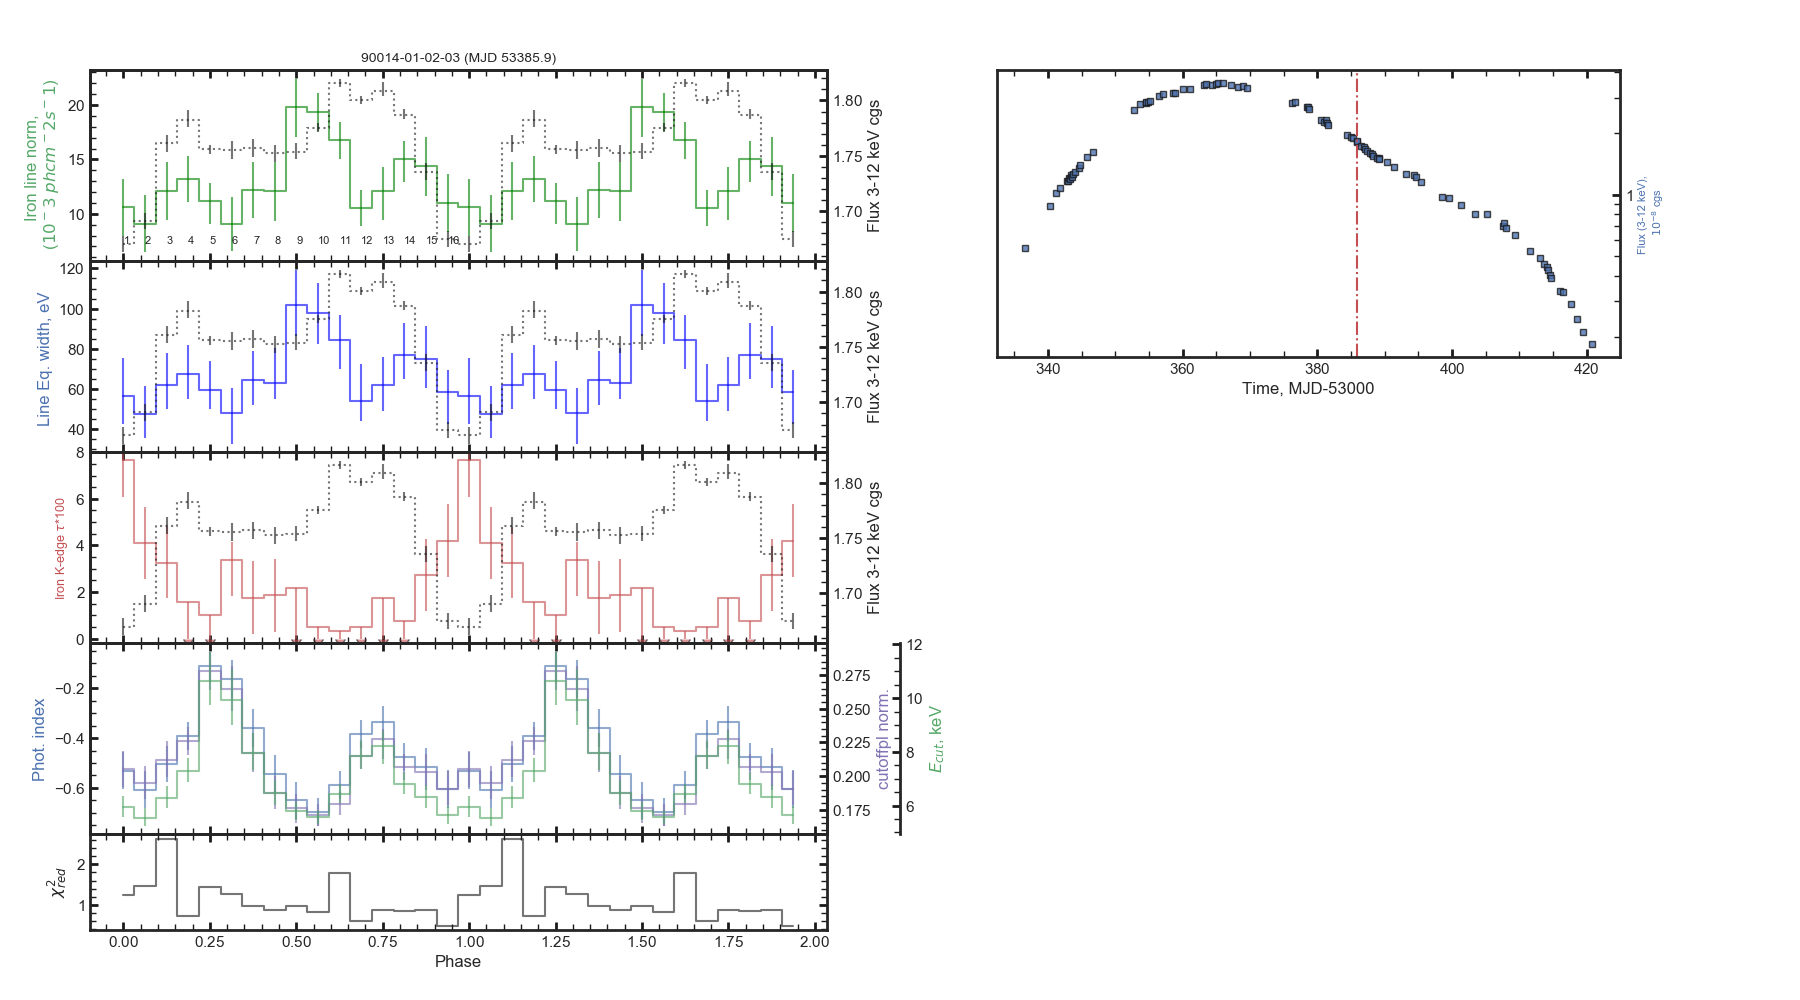 90014-01-02-03 (MJD 53385.9)
Iron line norm,
(10⁻3 phcm⁻2s⁻1)
20
15
10
1.80
1.75
1.70
Flux 3-12 keV cgs
1 2 3 4 5 6 7 8 9 10 11 12 13 14 15 16
Line Eq. width, eV
120
100
80
60
40
1.80
1.75
1.70
Flux 3-12 keV cgs
Iron K-edge τ*100
8
6
4
2
0
1.80
1.75
1.70
Flux 3-12 keV cgs
Phot. index
−0.2
−0.4
−0.6
0.275
0.250
0.225
0.200
0.175
cutoffpl norm.
12
10
8
6
E_cut, keV
χ²_red
2
1
0.00 0.25 0.50 0.75 1.00 1.25 1.50 1.75 2.00
Phase
1
Flux (3-12 keV),
10⁻⁸ cgs
340 360 380 400 420
Time, MJD-53000